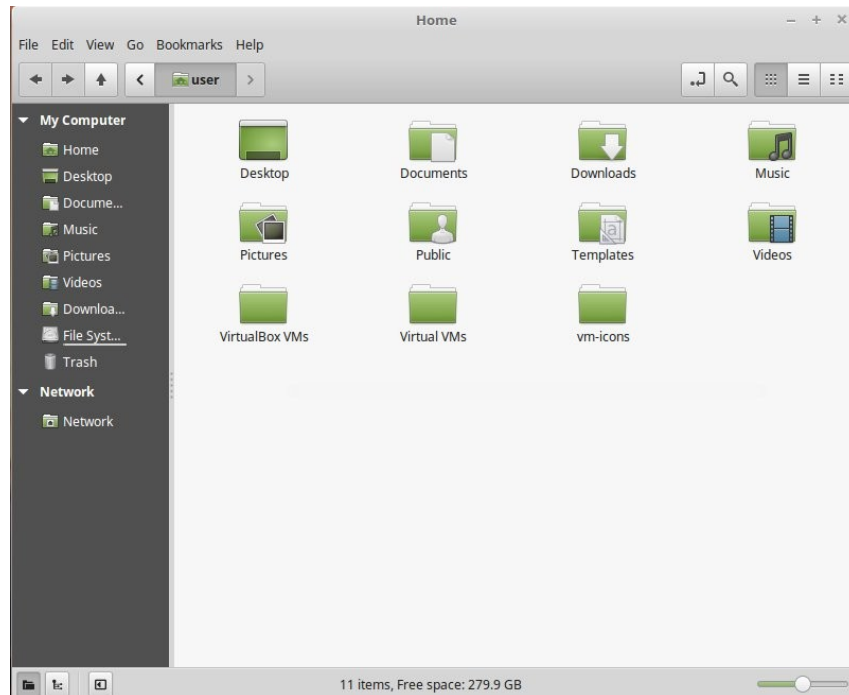 Home
File Edit View Go Bookmarks Help
user
My Computer
Home
Desktop
Docume...
Music
Pictures
Videos
Downloa...
File Syst...
Trash
Network
Network
Desktop Documents Downloads Music
Pictures Public Templates Videos
VirtualBox VMs Virtual VMs vm-icons
11 items, Free space: 279.9 GB